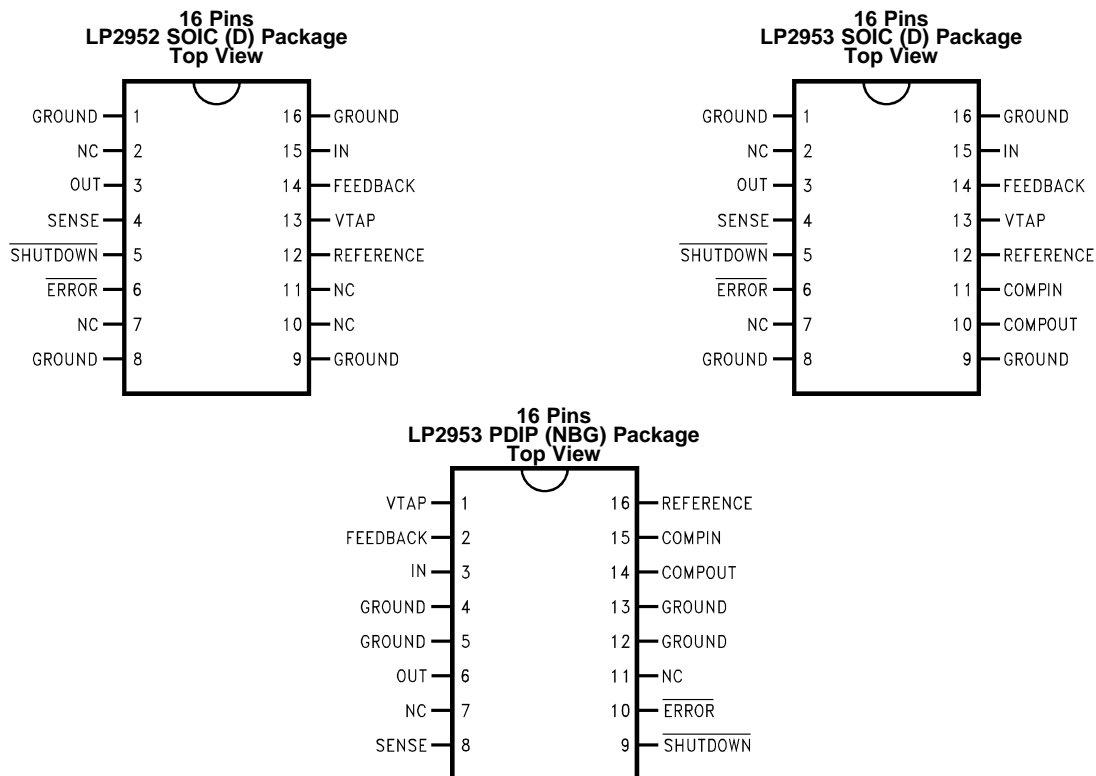 16 Pins
LP2952 SOIC (D) Package
Top View
GROUND 1 16 GROUND
NC 2 15 IN
OUT 3 14 FEEDBACK
SENSE 4 13 VTAP
SHUTDOWN 5 12 REFERENCE
ERROR 6 11 NC
NC 7 10 NC
GROUND 8 9 GROUND
16 Pins
LP2953 SOIC (D) Package
Top View
GROUND 1 16 GROUND
NC 2 15 IN
OUT 3 14 FEEDBACK
SENSE 4 13 VTAP
SHUTDOWN 5 12 REFERENCE
ERROR 6 11 COMPIN
NC 7 10 COMPOUT
GROUND 8 9 GROUND
16 Pins
LP2953 PDIP (NBG) Package
Top View
VTAP 1 16 REFERENCE
FEEDBACK 2 15 COMPIN
IN 3 14 COMPOUT
GROUND 4 13 GROUND
GROUND 5 12 GROUND
OUT 6 11 NC
NC 7 10 ERROR
SENSE 8 9 SHUTDOWN